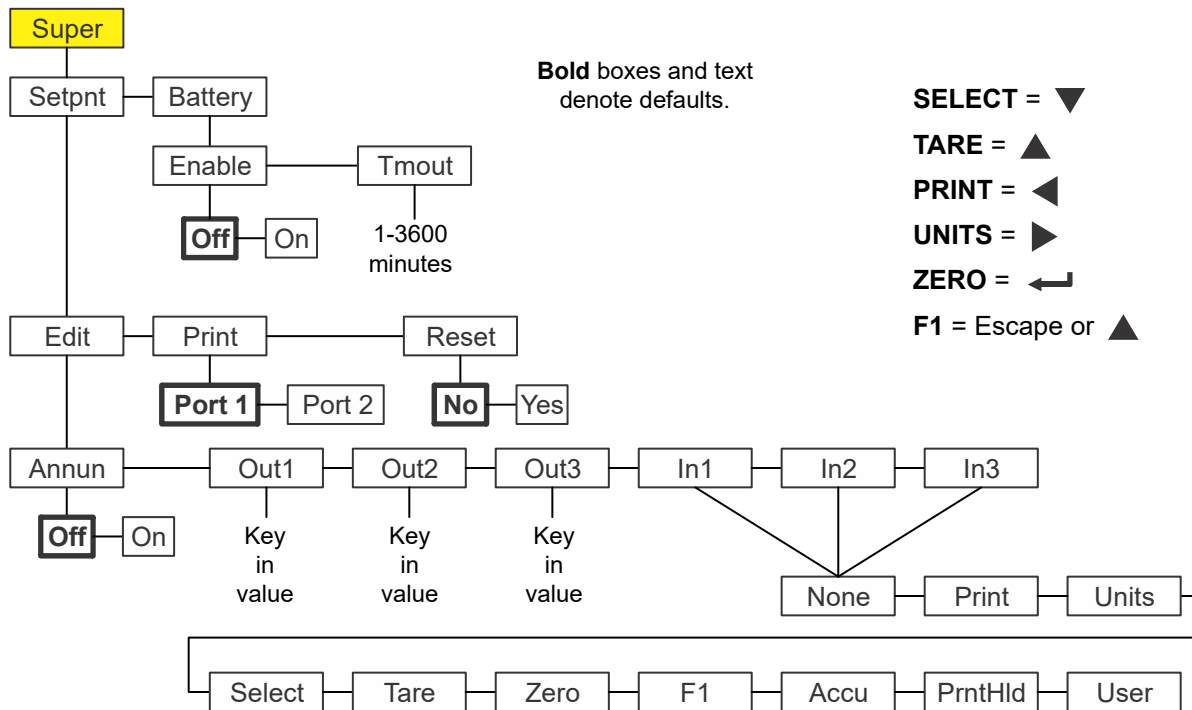 Super
Bold boxes and text
denote defaults.
Setpnt Battery
SELECT =
TARE =
Enable Tmout
PRINT =
Off On 1-3600
minutes
UNITS =
ZERO =
Edit Print Reset
F1 = Escape or
Port 1 Port 2 No Yes
Annun Out1 Out2 Out3 In1 In2 In3
Off On
Key
in
value
Key
in
value
Key
in
value
None Print Units
Select Tare Zero F1 Accu PrntHld User